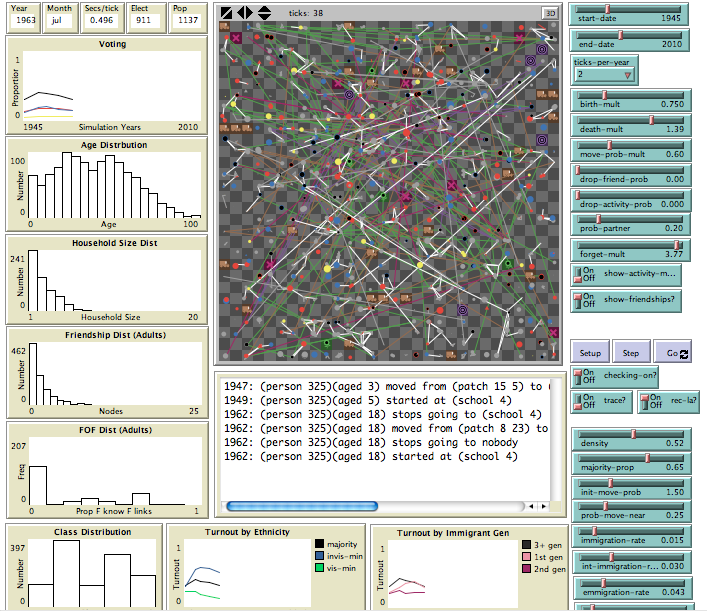 Year Month Secs/tick Elect Pop
1963 jul 0.496 911 1137
Voting
Proportion
1
0
1945 Simulation Years 2010
Age Distrbution
Number
100
0
0 Age 100
Household Size Dist
Number
241
0
1 Household Size 20
Friendship Dist (Adults)
Number
462
0
0 Nodes 25
FOF Dist (Adults)
Freq
207
0
0 Prop F know F links 1
Class Distribution
Number
397
0
ticks: 38
3D
1947: (person 325)(aged 3) moved from (patch 15 5) to
1949: (person 325)(aged 5) started at (school 4)
1962: (person 325)(aged 18) stops going to (school 4)
1962: (person 325)(aged 18) moved from (patch 8 23) to
1962: (person 325)(aged 18) stops going to nobody
1962: (person 325)(aged 18) started at (school 4)
Turnout by Ethnicity
Turnout
1
0
majority
invis-min
vis-min
Turnout by Immigrant Gen
Turnout
1
0
3+ gen
1st gen
2nd gen
start-date 1945
end-date 2010
ticks-per-year
2
birth-mult 0.750
death-mult 1.39
move-prob-mult 0.60
drop-friend-prob 0.00
drop-activity-prob 0.000
prob-partner 0.20
forget-mult 3.77
On
Off show-activity-m...
On
Off show-friendships?
Setup Step Go
On
Off checking-on?
On
Off trace?
On
Off rec-la?
density 0.52
majority-prop 0.65
init-move-prob 1.50
prob-move-near 0.25
immigration-rate 0.015
int-immigration-r... 0.030
emmigration-rate 0.043